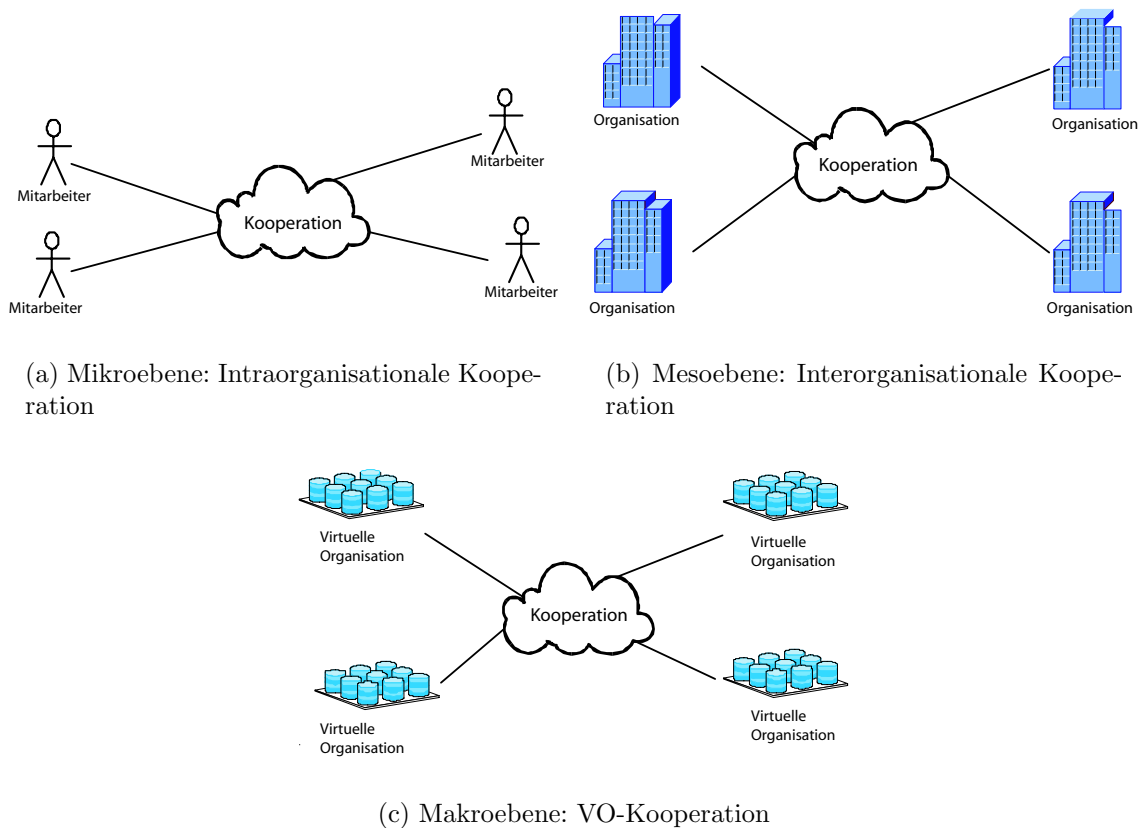 Mitarbeiter
Mitarbeiter
Kooperation
Mitarbeiter
Mitarbeiter
(a) Mikroebene: Intraorganisationale Koope-
ration
Organisation
Organisation
Kooperation
Organisation
Organisation
(b) Mesoebene: Interorganisationale Koope-
ration
Virtuelle
Organisation
Virtuelle
Organisation
Kooperation
Virtuelle
Organisation
Virtuelle
Organisation
(c) Makroebene: VO-Kooperation